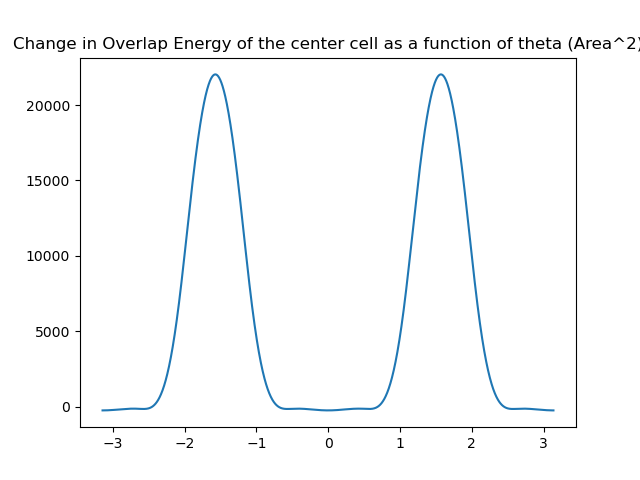 Change in Overlap Energy of the center cell as a function of theta (Area^2)
20000
15000
10000
5000
0
−3 −2 −1 0 1 2 3